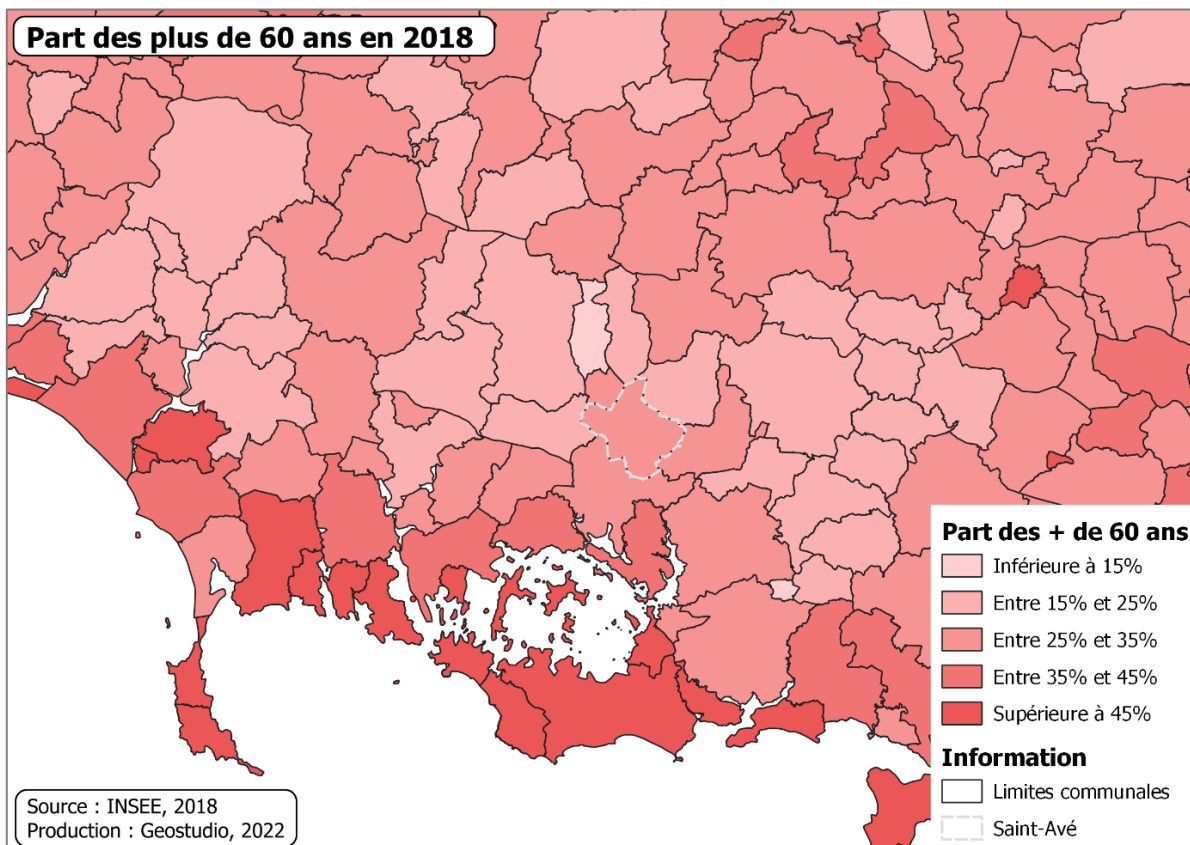 Part des plus de 60 ans en 2018
Part des + de 60 ans
Inférieure à 15%
Entre 15% et 25%
Entre 25% et 35%
Entre 35% et 45%
Supérieure à 45%
Information
Limites communales
Saint-Avé
Source : INSEE, 2018
Production : Geostudio, 2022